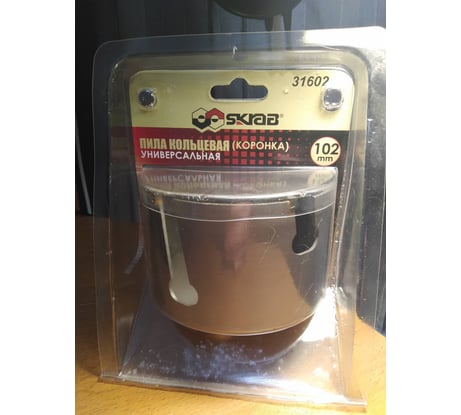 31602
SKRAB
ПИЛА КОЛЬЦЕВАЯ (КОРОНКА)
УНИВЕРСАЛЬНАЯ
102
mm